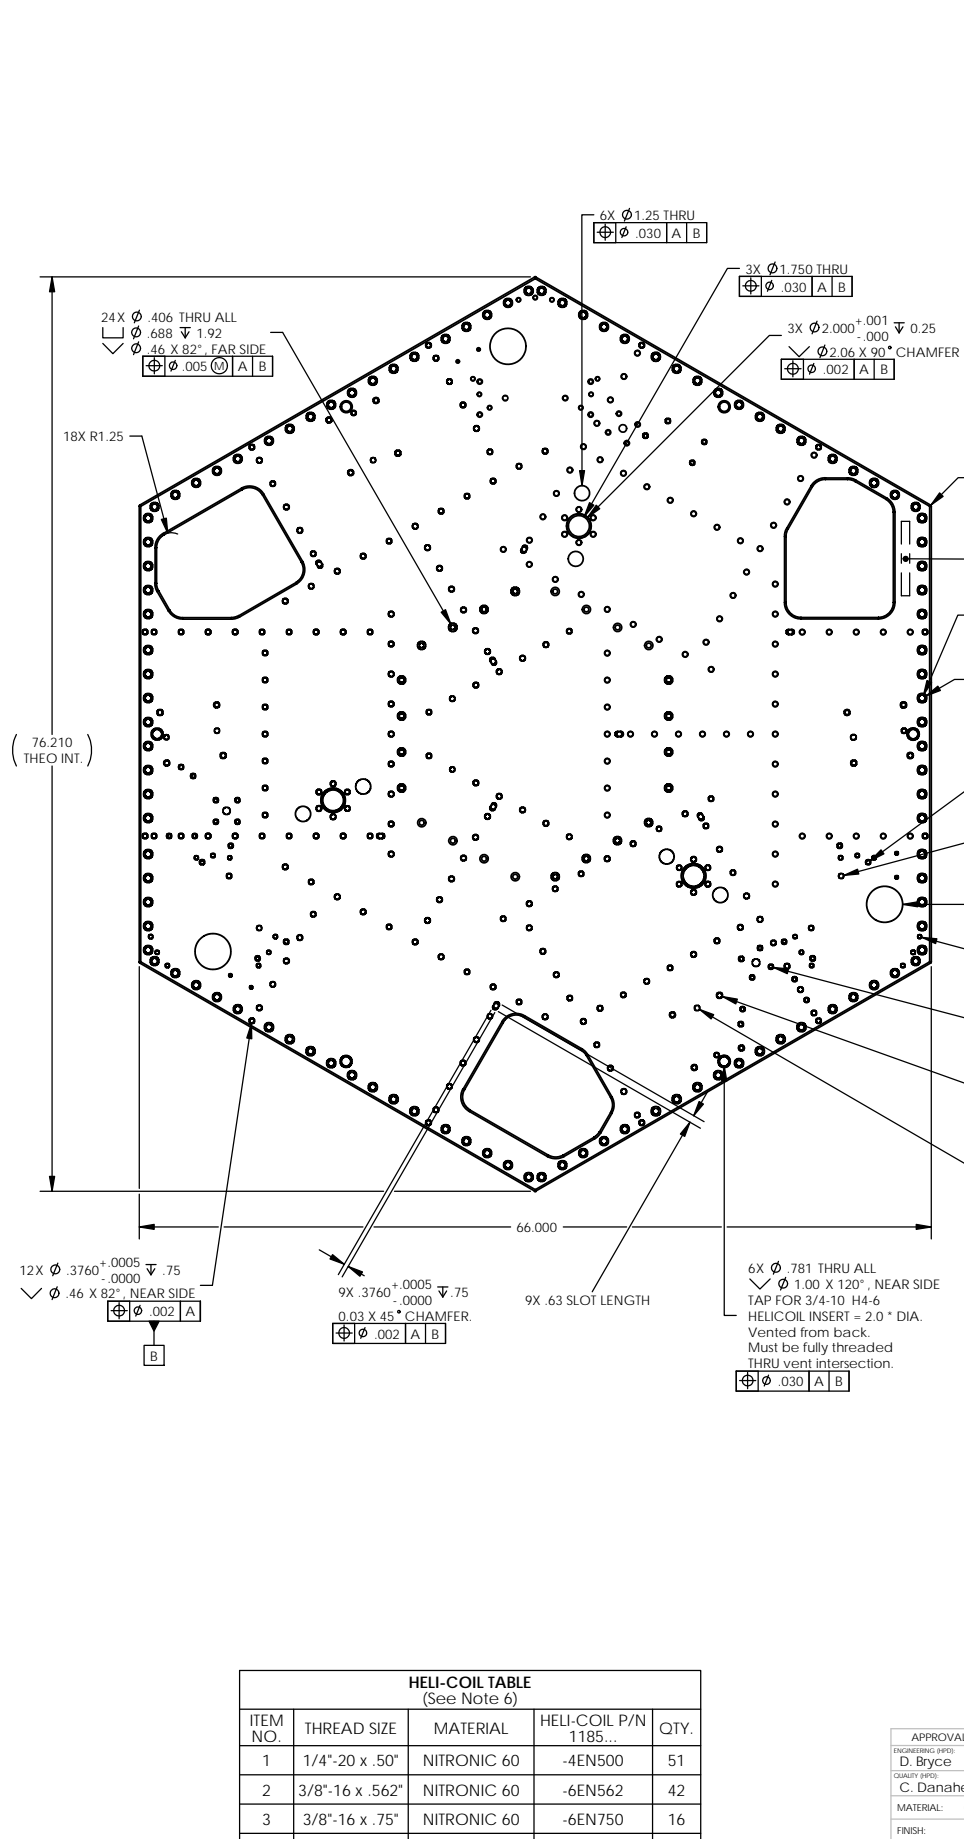 6X Ø1.25 THRU
⌖ Ø .030 A B
3X Ø1.750 THRU
⌖ Ø .030 A B
24X Ø .406 THRU ALL
⌴ Ø .688 ↧ 1.92
⌵ Ø .46 X 82°, FAR SIDE
⌖ Ø .005 Ⓜ A B
3X Ø2.000 +.001 -.000 ↧ 0.25
⌵ Ø2.06 X 90° CHAMFER
⌖ Ø .002 A B
18X R1.25
(76.210
THEO INT.)
66.000
12X Ø .3760 +.0005 -.0000 ↧ .75
⌵ Ø .46 X 82°, NEAR SIDE
⌖ Ø .002 A
B
9X .3760 +.0005 -.0000 ↧ .75
0.03 X 45° CHAMFER.
⌖ Ø .002 A B
9X .63 SLOT LENGTH
6X Ø .781 THRU ALL
⌵ Ø 1.00 X 120°, NEAR SIDE
TAP FOR 3/4-10 H4-6
HELICOIL INSERT = 2.0 * DIA.
Vented from back.
Must be fully threaded
THRU vent intersection.
⌖ Ø .030 A B
HELI-COIL TABLE
(See Note 6)
ITEM NO. THREAD SIZE MATERIAL HELI-COIL P/N 1185... QTY.
1 1/4"-20 x .50" NITRONIC 60 -4EN500 51
2 3/8"-16 x .562" NITRONIC 60 -6EN562 42
3 3/8"-16 x .75" NITRONIC 60 -6EN750 16
APPROVAL
ENGINEERING (HPD):
D. Bryce
QUALITY (HPD):
C. Danahe
MATERIAL:
FINISH: